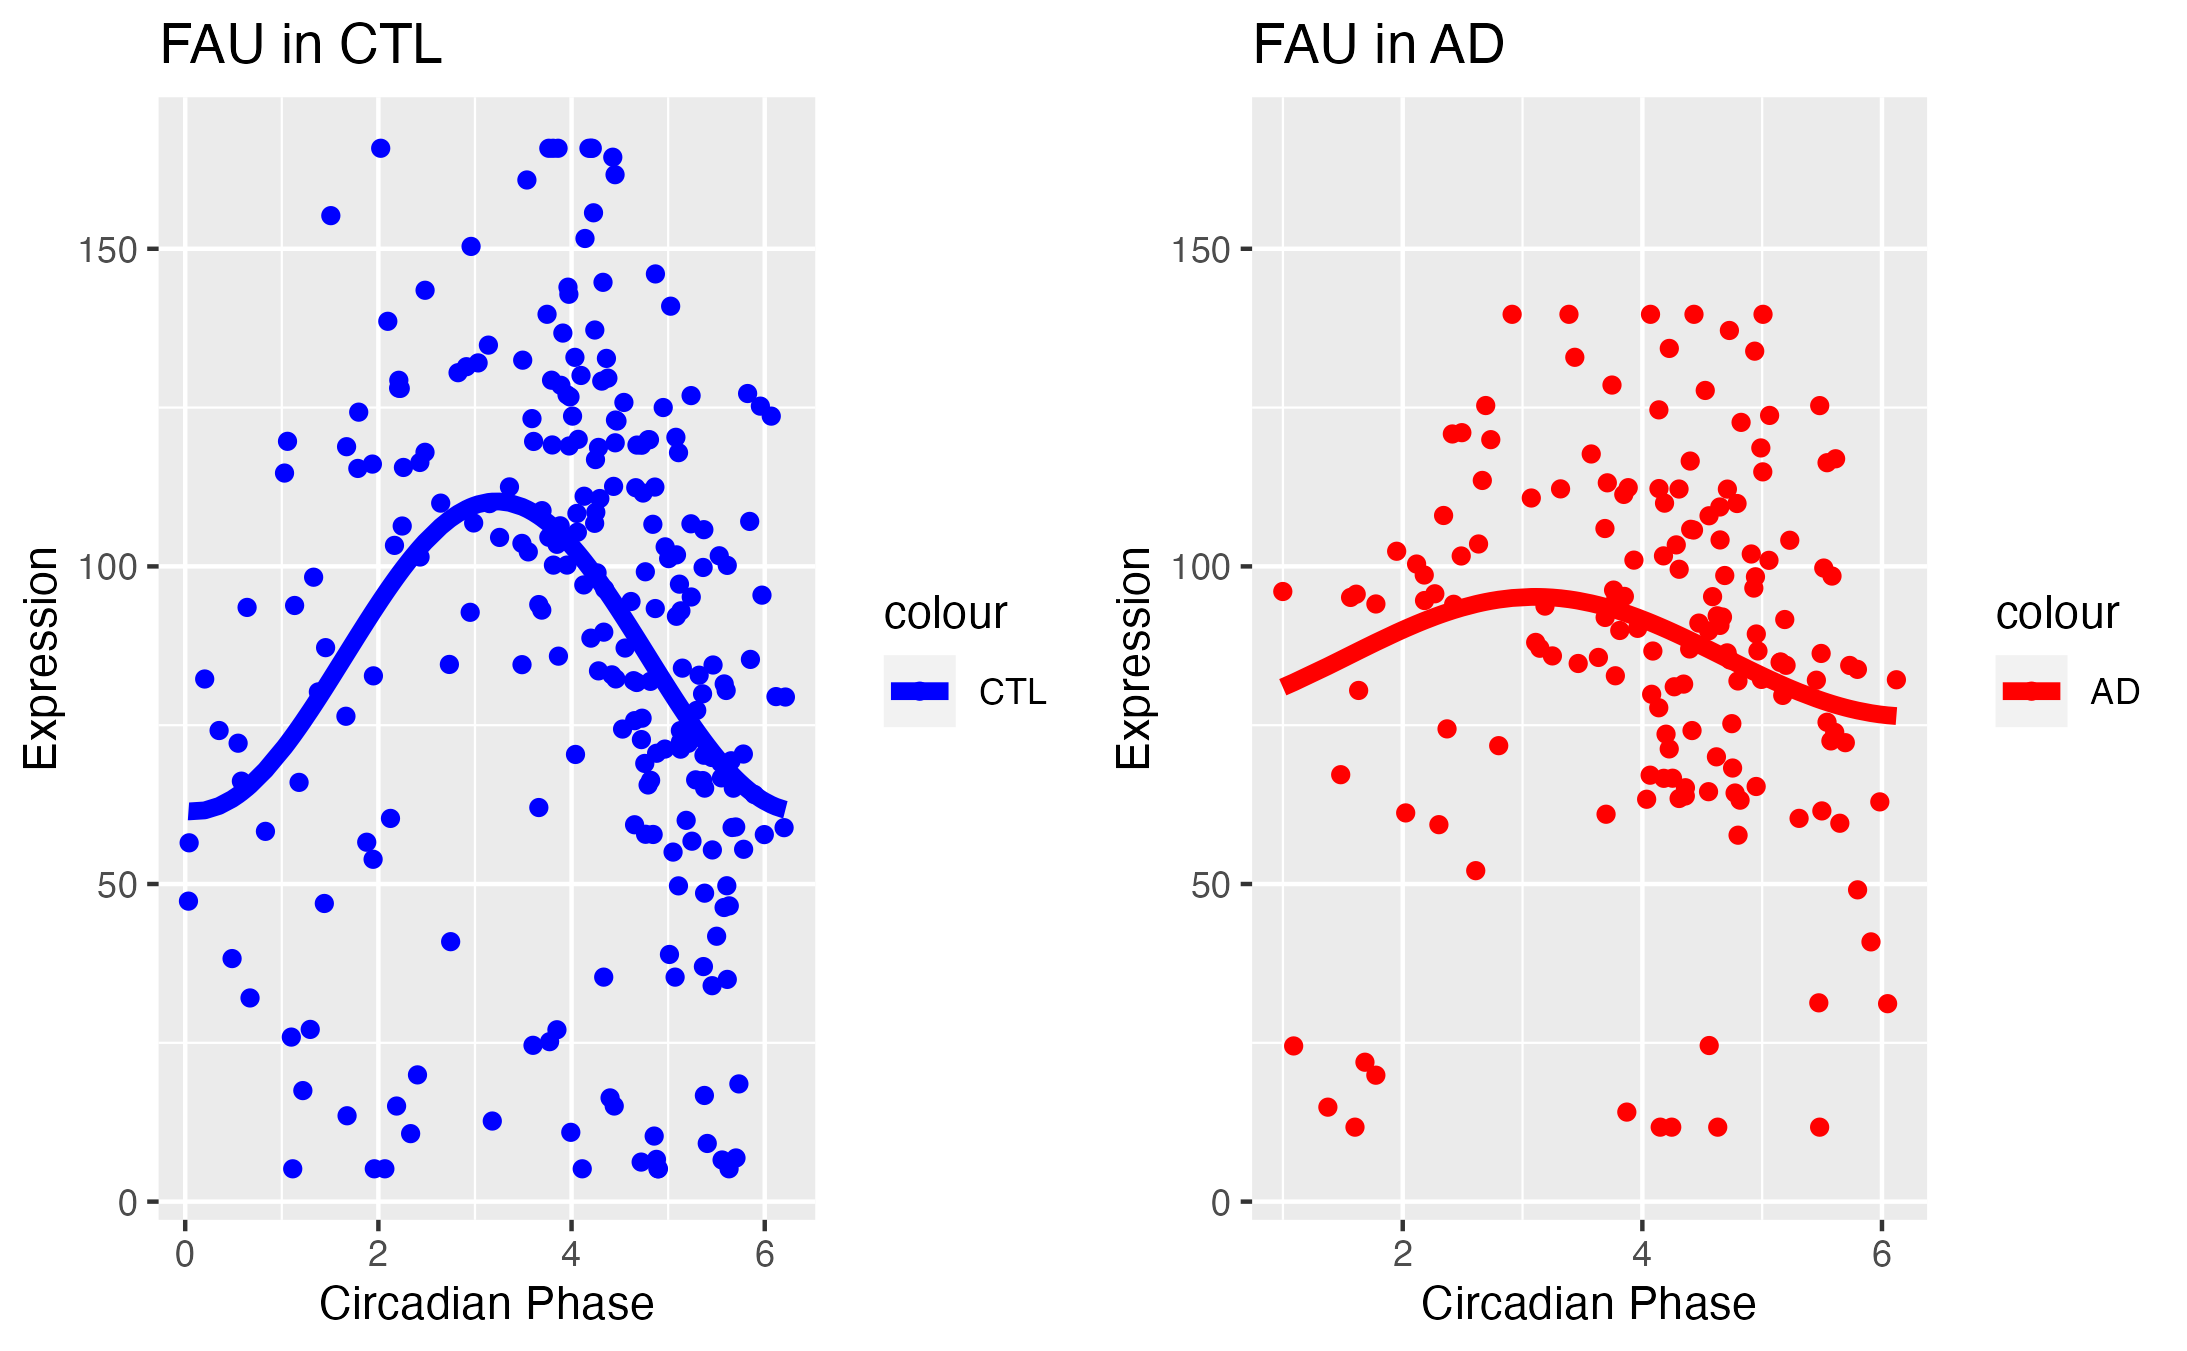 FAU in CTL
150
100
50
0
Expression
0 2 4 6
Circadian Phase
colour
CTL
FAU in AD
150
100
50
0
Expression
2 4 6
Circadian Phase
colour
AD